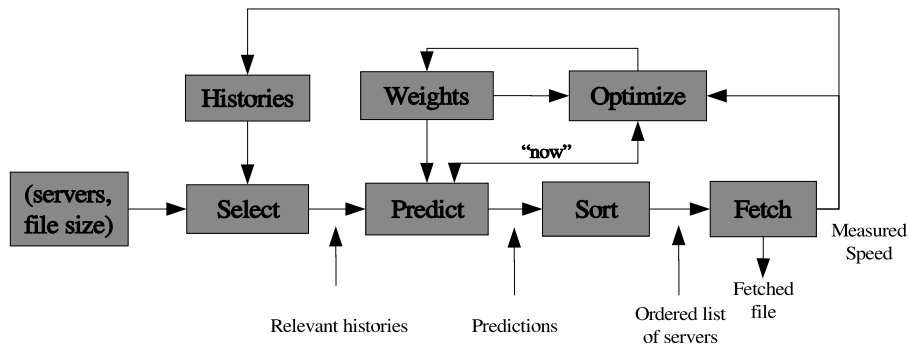 Histories
Weights
Optimize
“now”
(servers,
file size)
Select
Predict
Sort
Fetch
Measured
Speed
Relevant histories
Predictions
Ordered list
of servers
Fetched
file